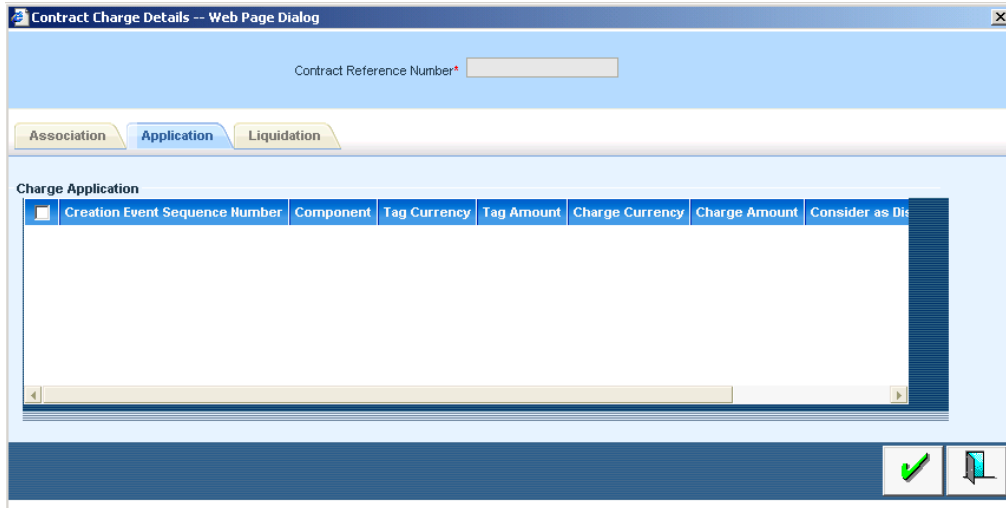 Contract Charge Details -- Web Page Dialog
Contract Reference Number*
Association Application Liquidation
Charge Application
Creation Event Sequence Number Component Tag Currency Tag Amount Charge Currency Charge Amount Consider as Dis